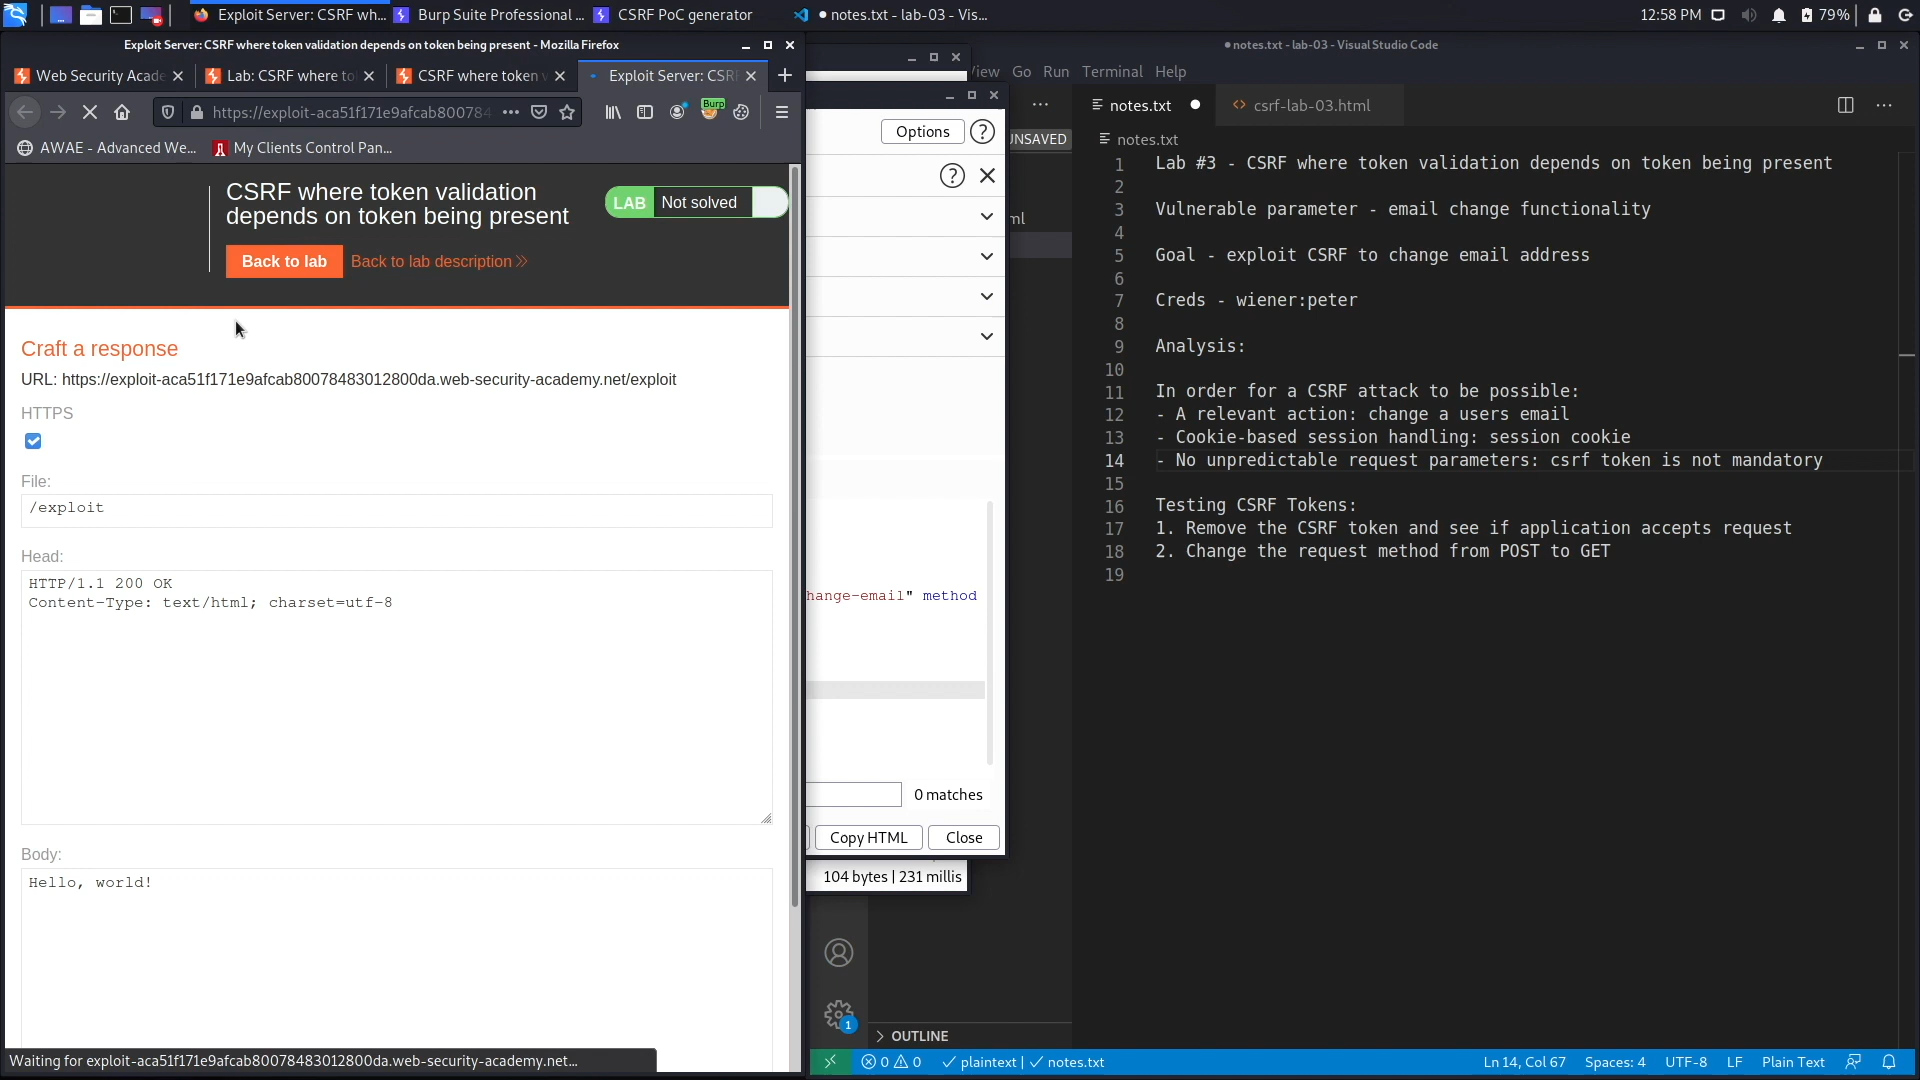 Exploit Server: CSRF wh...
Burp Suite Professional ...
CSRF PoC generator
notes.txt - lab-03 - Vis...
12:58 PM
79%
Exploit Server: CSRF where token validation depends on token being present - Mozilla Firefox
Web Security Acade
Lab: CSRF where to
CSRF where token v
Exploit Server: CSRF
https://exploit-aca51f171e9afcab800784
Burp
AWAE - Advanced We...
My Clients Control Pan...
CSRF where token validation
depends on token being present
LAB
Not solved
Back to lab
Back to lab description
Craft a response
URL: https://exploit-aca51f171e9afcab80078483012800da.web-security-academy.net/exploit
HTTPS
File:
/exploit
Head:
HTTP/1.1 200 OK
Content-Type: text/html; charset=utf-8
Body:
Hello, world!
Waiting for exploit-aca51f171e9afcab80078483012800da.web-security-academy.net...
Options
?
?
hange-email" method
0 matches
Copy HTML
Close
104 bytes | 231 millis
notes.txt - lab-03 - Visual Studio Code
View
Go
Run
Terminal
Help
UNSAVED
ml
notes.txt
csrf-lab-03.html
notes.txt
1 Lab #3 - CSRF where token validation depends on token being present
2
3 Vulnerable parameter - email change functionality
4
5 Goal - exploit CSRF to change email address
6
7 Creds - wiener:peter
8
9 Analysis:
10
11 In order for a CSRF attack to be possible:
12 - A relevant action: change a users email
13 - Cookie-based session handling: session cookie
14 - No unpredictable request parameters: csrf token is not mandatory
15
16 Testing CSRF Tokens:
17 1. Remove the CSRF token and see if application accepts request
18 2. Change the request method from POST to GET
19
1
OUTLINE
0
0
plaintext |
notes.txt
Ln 14, Col 67
Spaces: 4
UTF-8
LF
Plain Text